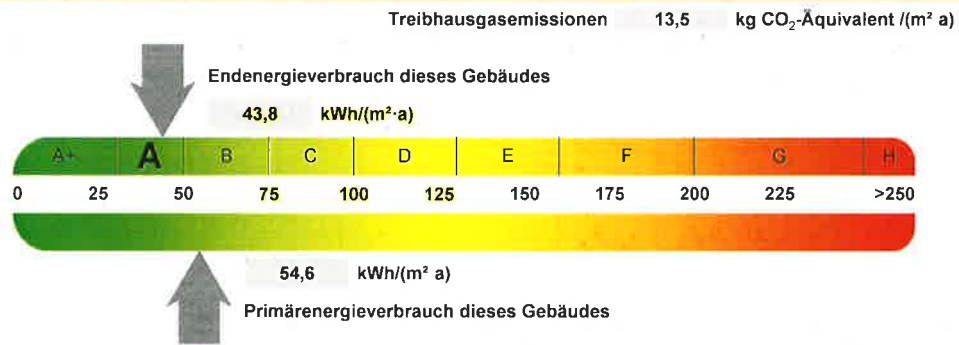 Treibhausgasemissionen 13,5 kg CO₂-Äquivalent /(m² a)
Endenergieverbrauch dieses Gebäudes
43,8 kWh/(m²·a)
A+ A B C D E F G H
0 25 50 75 100 125 150 175 200 225 >250
54,6 kWh/(m² a)
Primärenergieverbrauch dieses Gebäudes